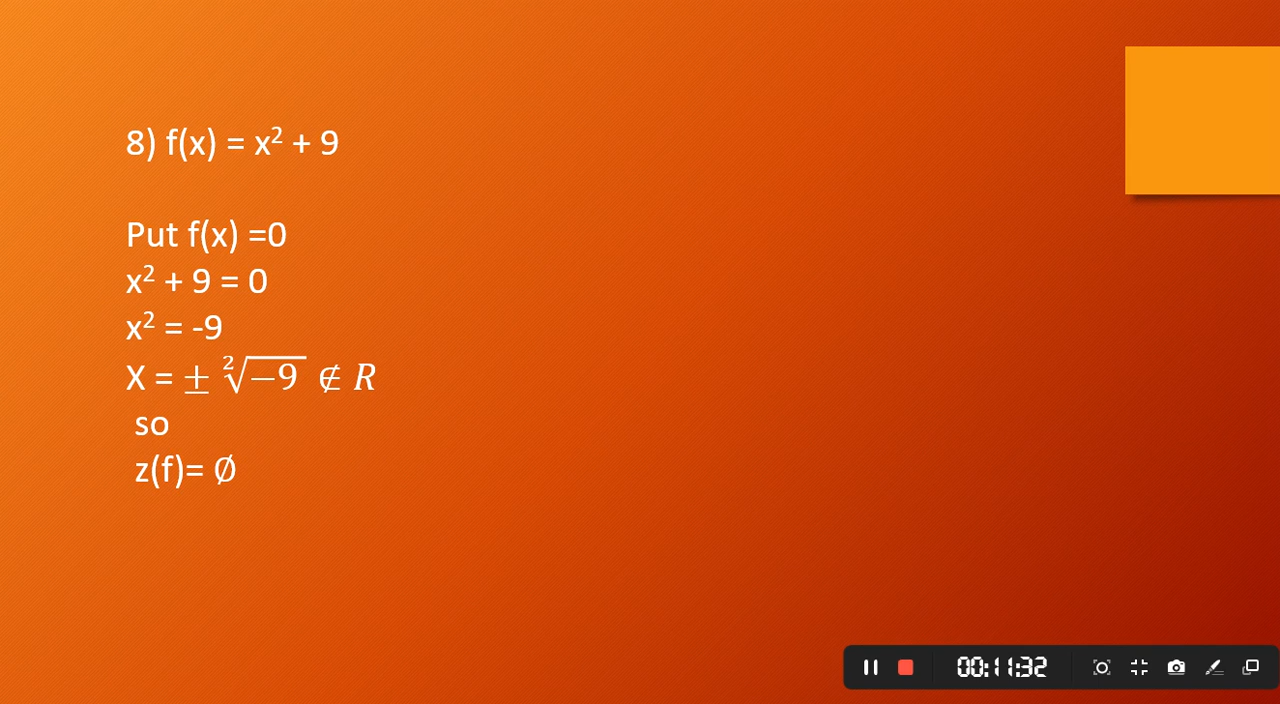 8) f(x) = x² + 9
Put f(x) =0
x² + 9 = 0
x² = -9
X = ± ²√−9 ∉ R
so
z(f)= ∅
00:11:32